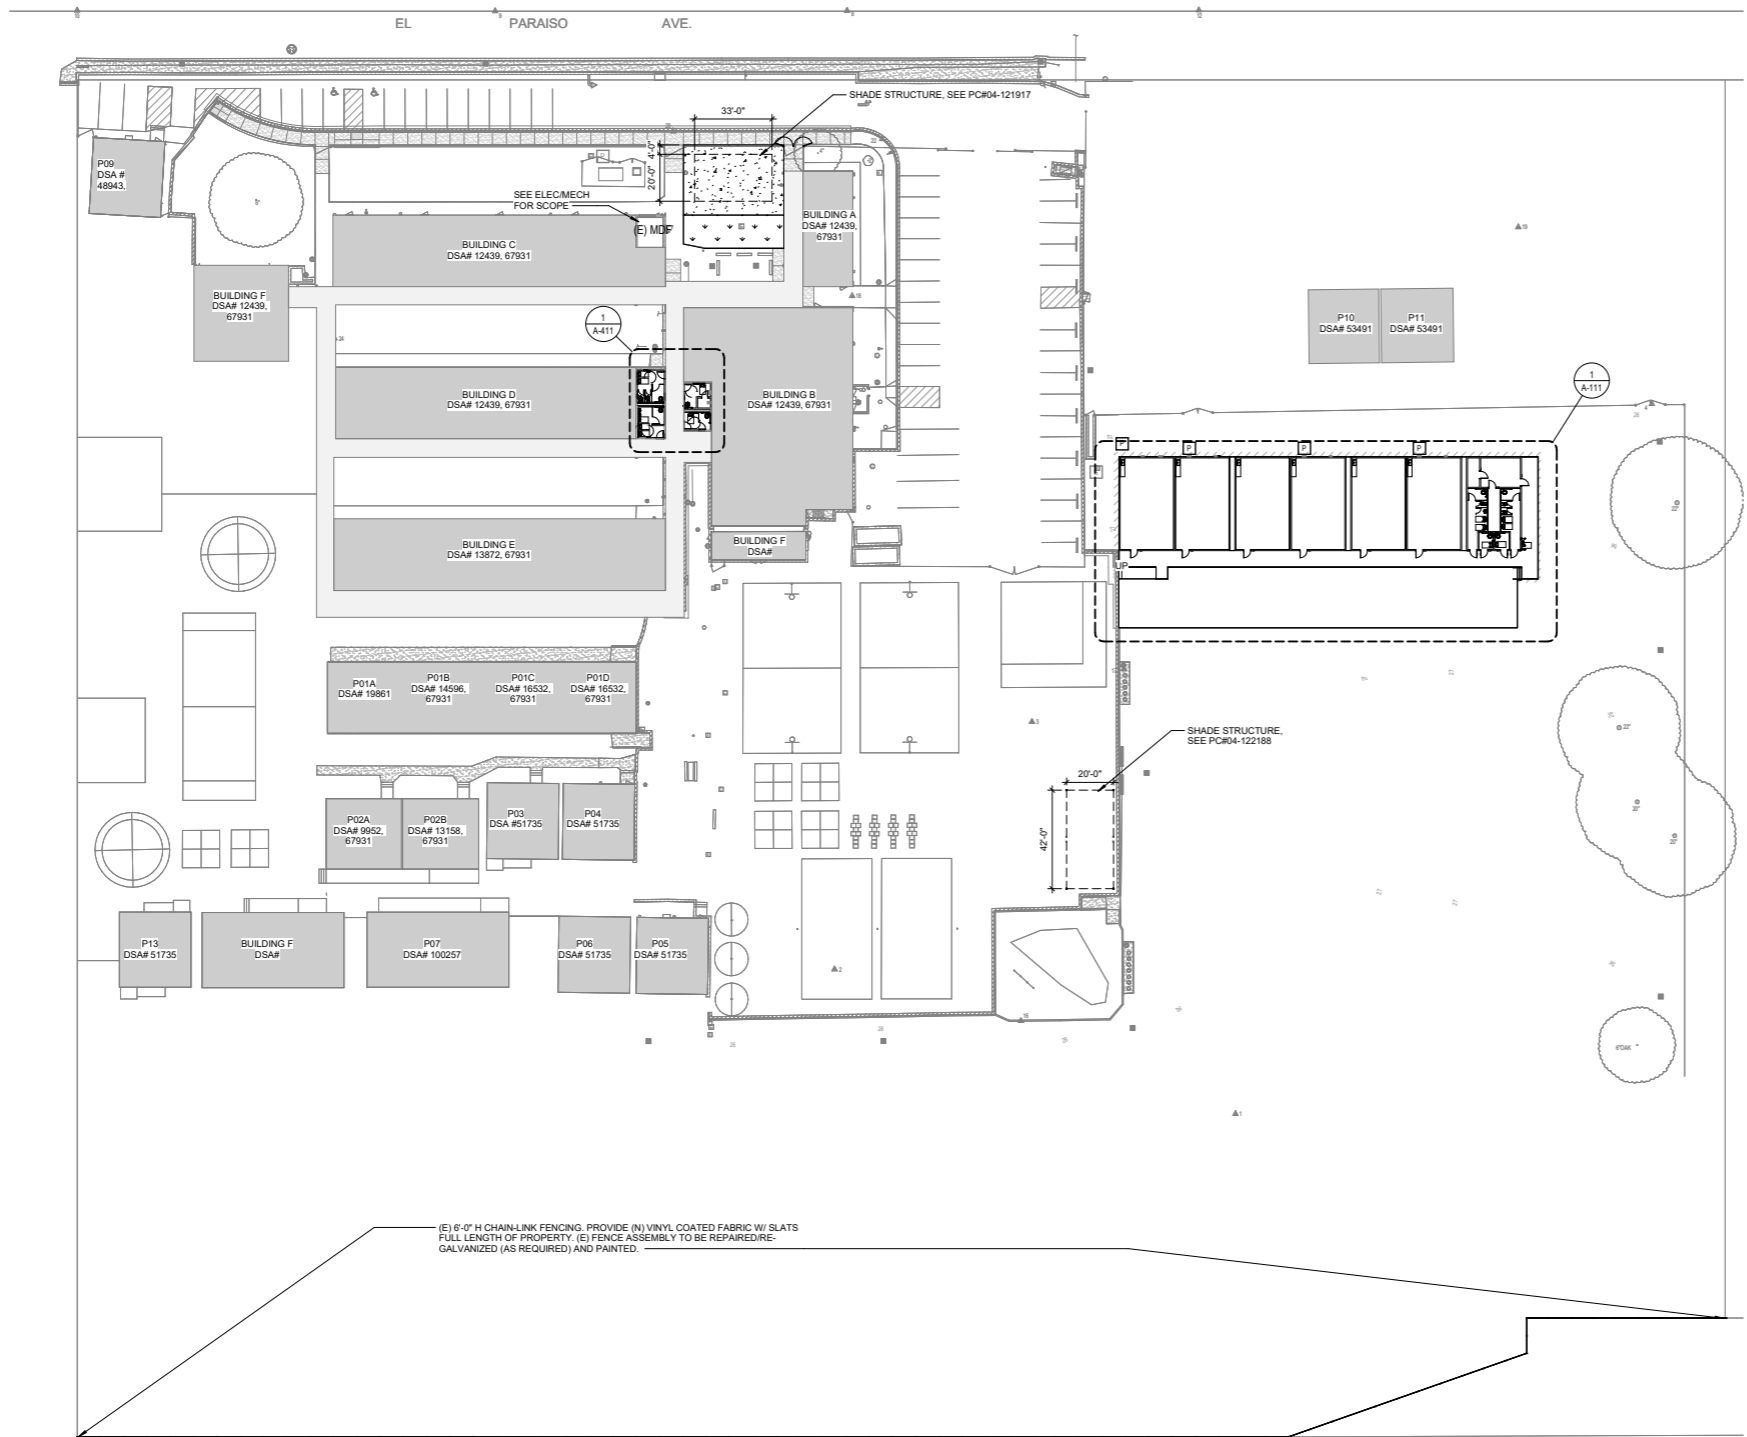 EL PARAISO AVE.
SHADE STRUCTURE, SEE PC#04-121917
33'-0"
4'-0"
20'-0"
P09
DSA #
48943,
SEE ELEC/MECH
FOR SCOPE
(E) MDF
BUILDING A
DSA# 12439,
67931
BUILDING C
DSA# 12439, 67931
BUILDING F
DSA# 12439,
67931
1
A-411
P10
DSA# 53491
P11
DSA# 53491
1
A-111
BUILDING D
DSA# 12439, 67931
BUILDING B
DSA# 12439, 67931
P
P
P
P
BUILDING E
DSA# 13872, 67931
BUILDING F
DSA#
UP
P01A
DSA# 19861
P01B
DSA# 14596,
67931
P01C
DSA# 16532,
67931
P01D
DSA# 16532,
67931
SHADE STRUCTURE,
SEE PC#04-122188
20'-0"
42'-0"
P02A
DSA# 9952,
67931
P02B
DSA# 13158,
67931
P03
DSA #51735
P04
DSA# 51735
P13
DSA# 51735
BUILDING F
DSA#
P07
DSA# 100257
P06
DSA# 51735
P05
DSA# 51735
6"OAK
(E) 6'-0" H CHAIN-LINK FENCING. PROVIDE (N) VINYL COATED FABRIC W/ SLATS
FULL LENGTH OF PROPERTY. (E) FENCE ASSEMBLY TO BE REPAIRED/RE-
GALVANIZED (AS REQUIRED) AND PAINTED.